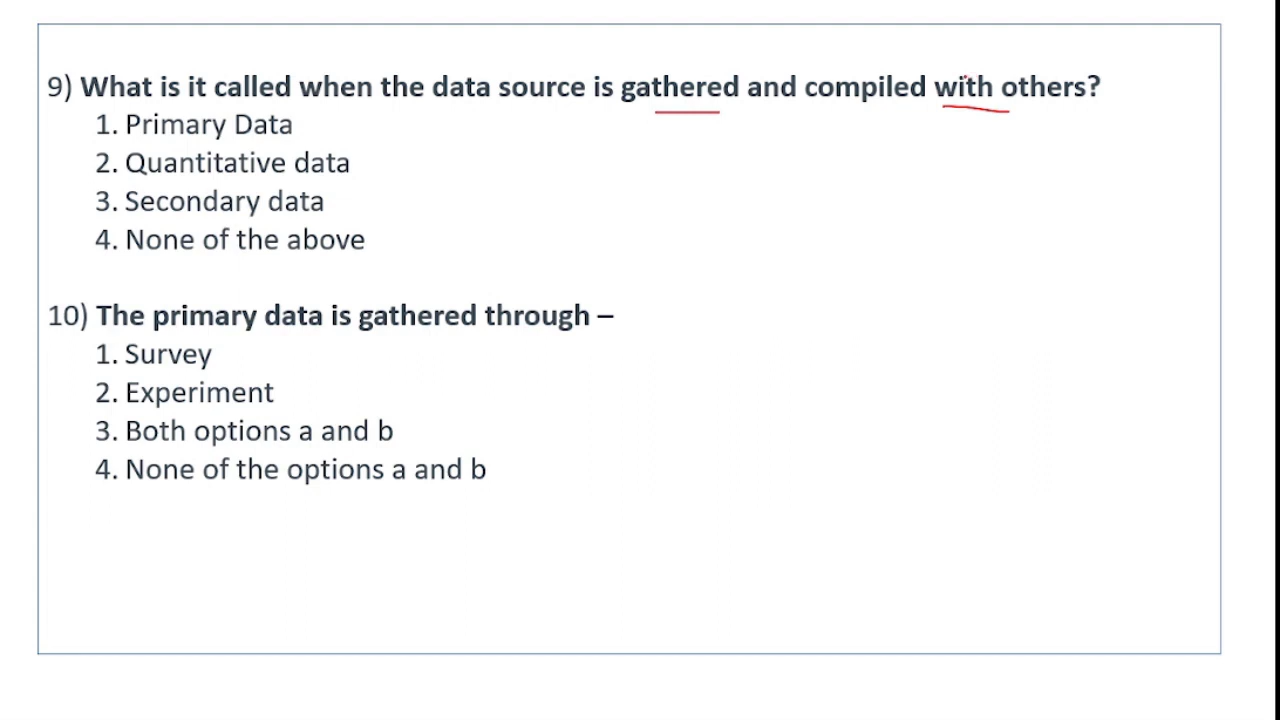 9) What is it called when the data source is gathered and compiled with others?
1. Primary Data
2. Quantitative data
3. Secondary data
4. None of the above
10) The primary data is gathered through –
1. Survey
2. Experiment
3. Both options a and b
4. None of the options a and b